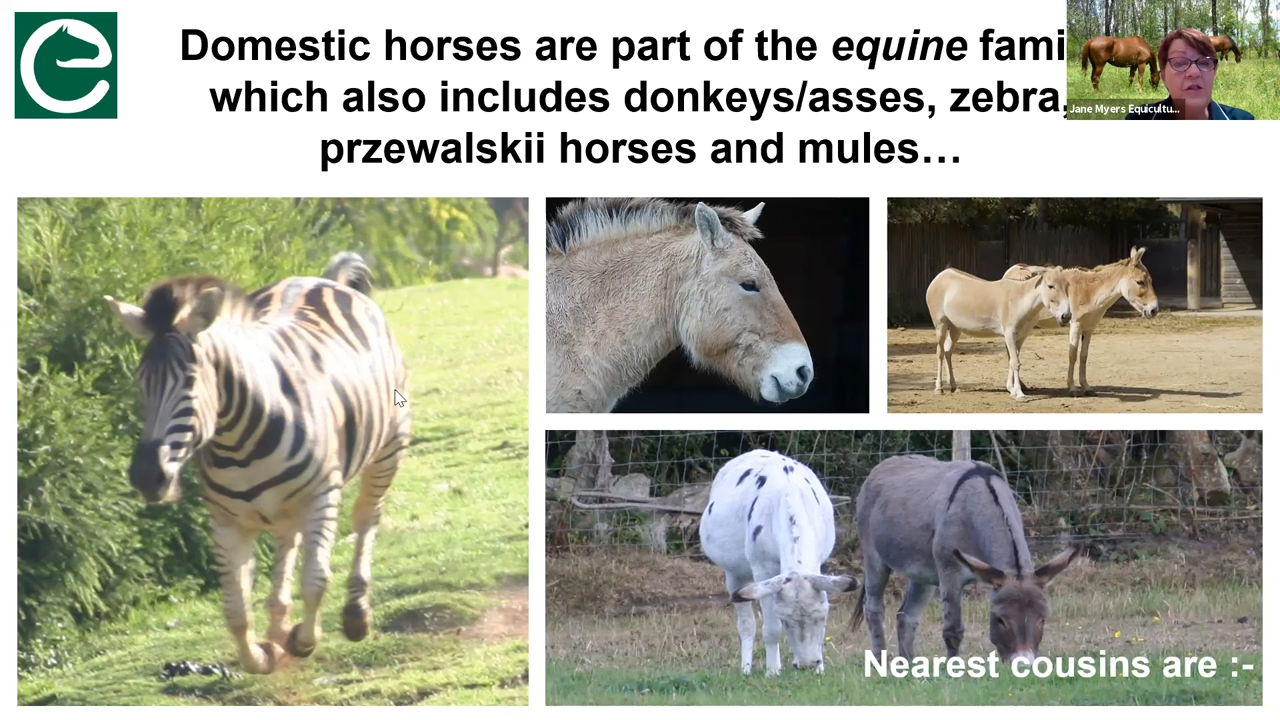 Domestic horses are part of the equine fami
which also includes donkeys/asses, zebra,
przewalskii horses and mules…
Jane Myers Equicultu...
Nearest cousins are :-